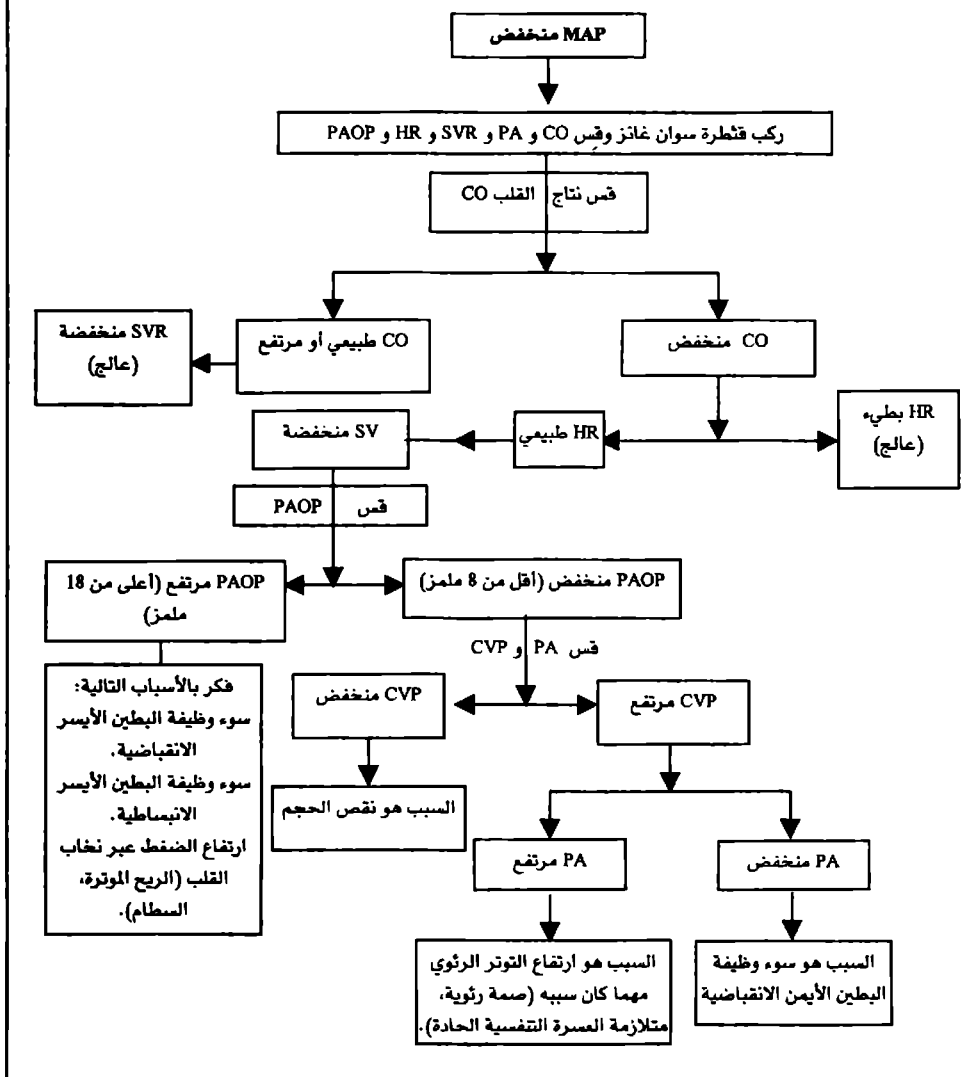 MAP منخفض
ركب قثطرة سوان غانز وقِس CO و PA و SVR و HR و PAOP
قس نتاج القلب CO
SVR منخفضة
(عالج)
CO طبيعي أو مرتفع
CO منخفض
HR بطيء
(عالج)
HR طبيعي
SV منخفضة
قس PAOP
PAOP مرتفع (أعلى من 18
ملمز)
PAOP منخفض (أقل من 8 ملمز)
قس PA و CVP
فكر بالأسباب التالية:
سوء وظيفة البطين الأيسر
الانقباضية.
سوء وظيفة البطين الأيسر
الانبساطية.
ارتفاع الضغط عبر نخاب
القلب (الريح الموترة،
السطام).
CVP منخفض
CVP مرتفع
السبب هو نقص الحجم
PA مرتفع
PA منخفض
السبب هو ارتفاع التوتر الرئوي
مهما كان سببه (صمة رئوية،
متلازمة العسرة التنفسية الحادة).
السبب هو سوء وظيفة
البطين الأيمن الانقباضية